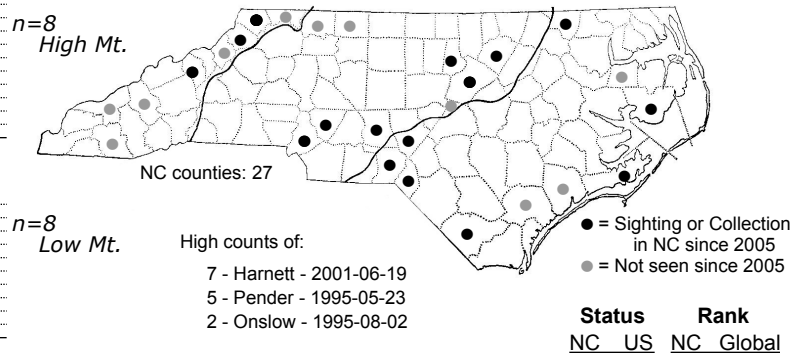 n=8
High Mt.
NC counties: 27
n=8
Low Mt.
High counts of:
7 - Harnett - 2001-06-19
5 - Pender - 1995-05-23
2 - Onslow - 1995-08-02
● = Sighting or Collection
in NC since 2005
● = Not seen since 2005
Status Rank
NC US NC Global